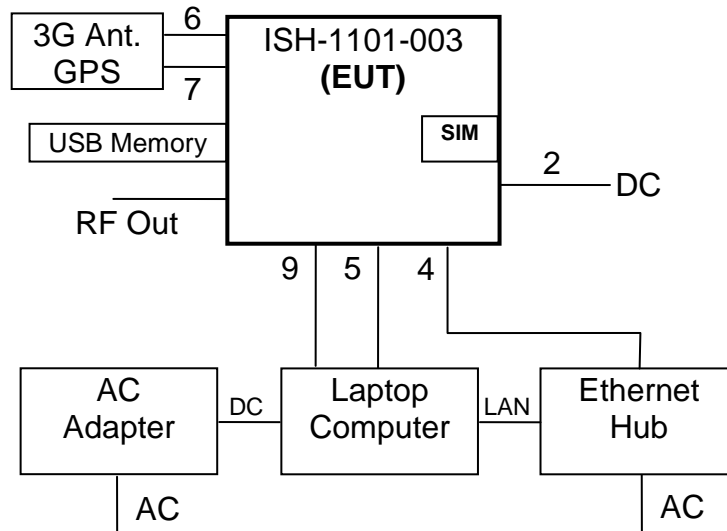 6
3G Ant.
GPS
7
ISH-1101-003
(EUT)
USB Memory
SIM
2
DC
RF Out
9
5
4
AC
Adapter
DC
Laptop
Computer
LAN
Ethernet
Hub
AC
AC